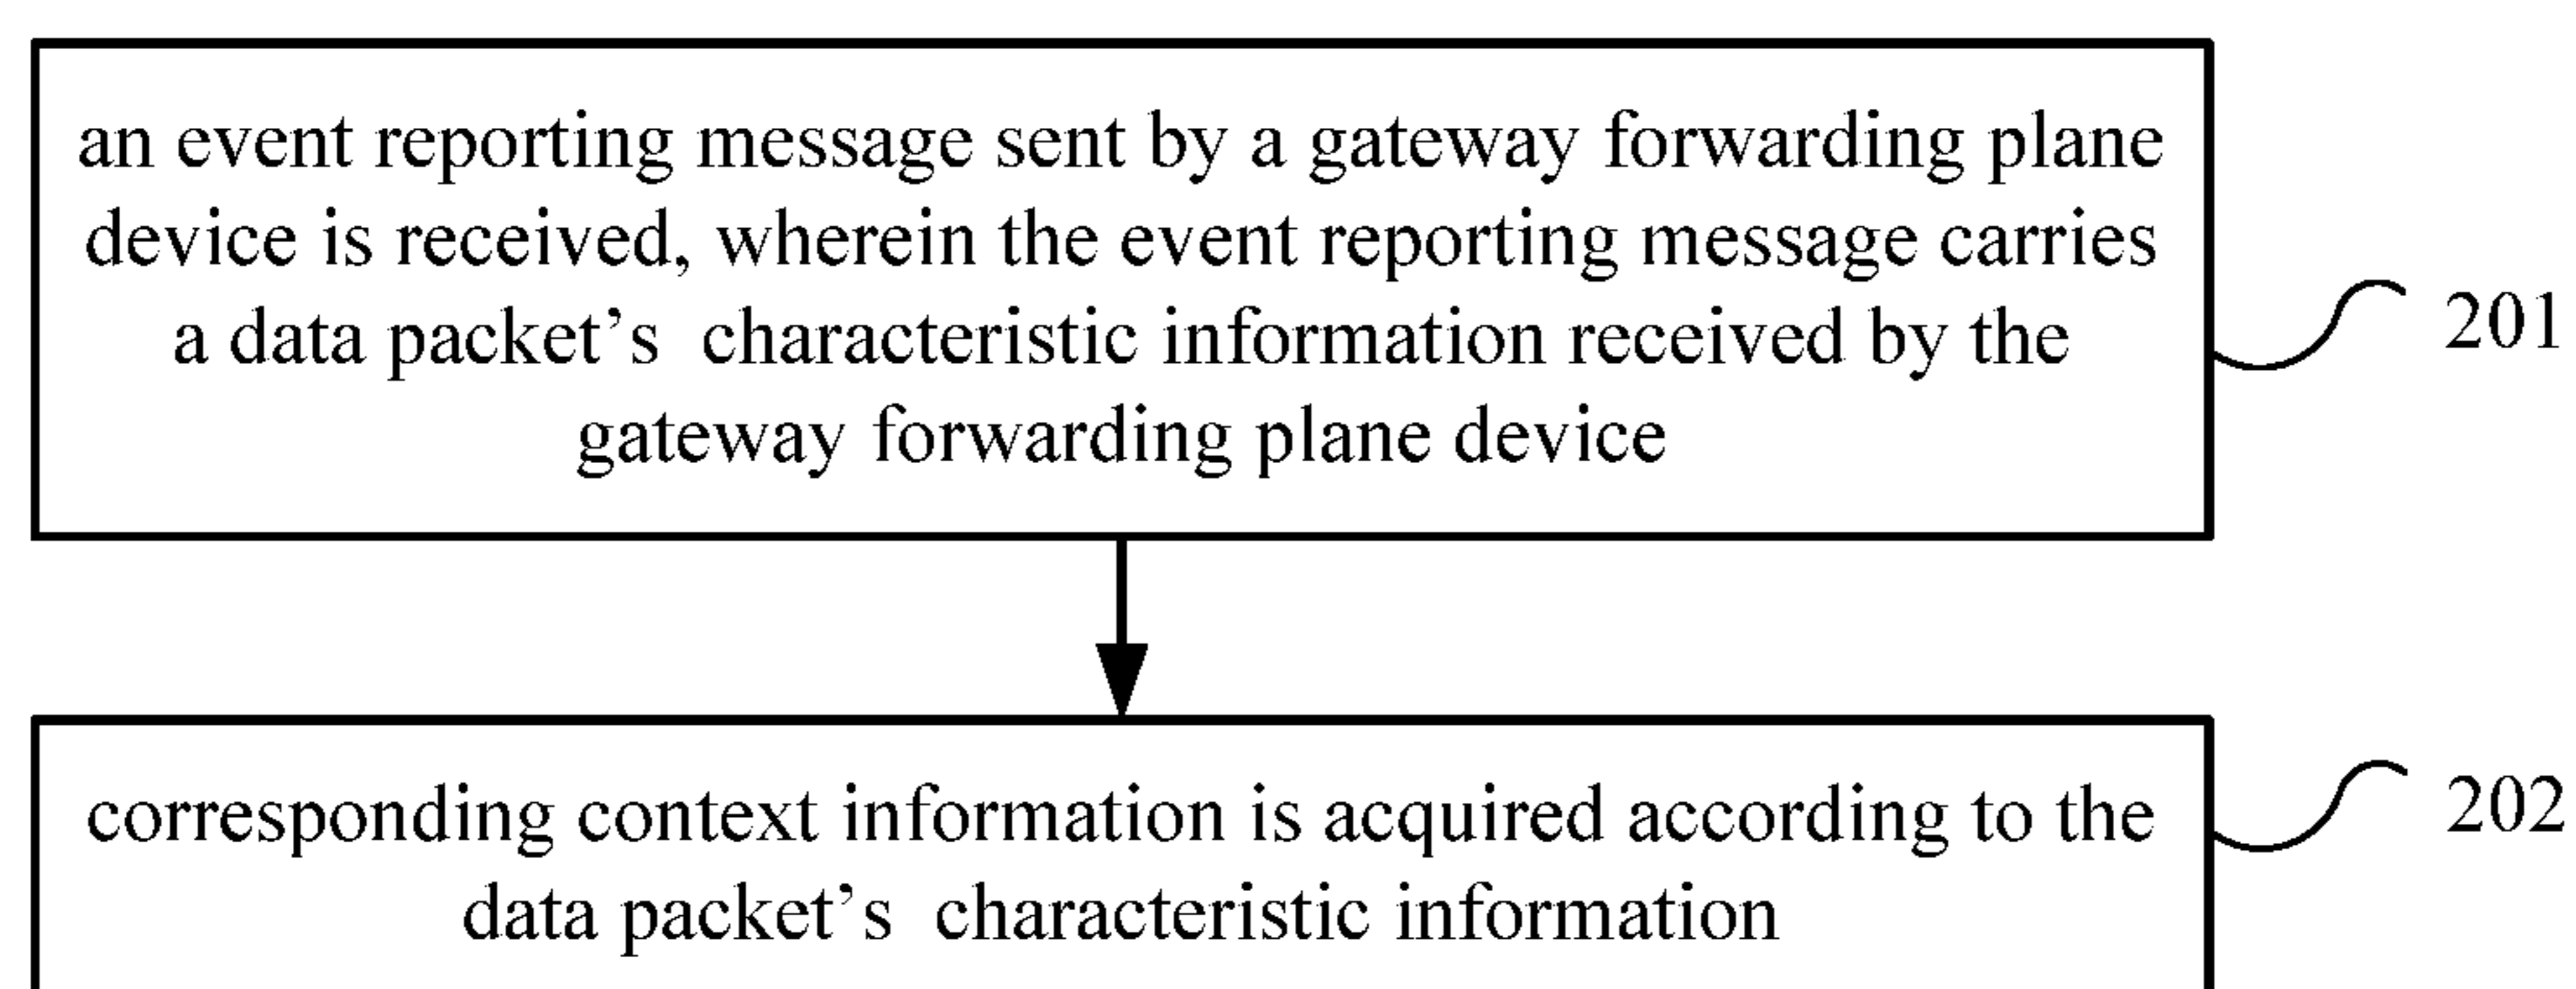 an event reporting message sent by a gateway forwarding plane
device is received, wherein the event reporting message carries
a data packet’s  characteristic information received by the
gateway forwarding plane device
201
corresponding context information is acquired according to the
data packet’s  characteristic information
202